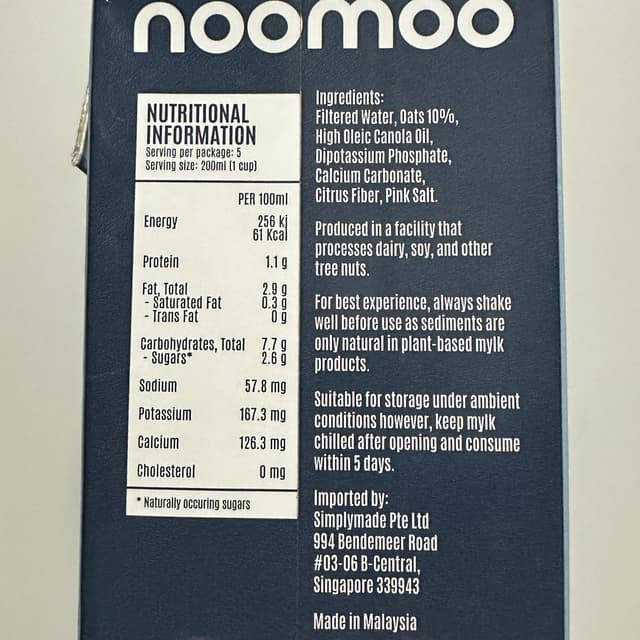 noomoo
NUTRITIONAL
INFORMATION
Serving per package: 5
Serving size: 200ml (1 cup)
PER 100ml
Energy 256 kj
61 Kcal
Protein 1.1 g
Fat, Total 2.9 g
- Saturated Fat 0.3 g
- Trans Fat 0 g
Carbohydrates, Total 7.7 g
- Sugars* 2.6 g
Sodium 57.8 mg
Potassium 167.3 mg
Calcium 126.3 mg
Cholesterol 0 mg
* Naturally occuring sugars
Ingredients:
Filtered Water, Oats 10%,
High Oleic Canola Oil,
Dipotassium Phosphate,
Calcium Carbonate,
Citrus Fiber, Pink Salt.
Produced in a facility that
processes dairy, soy, and other
tree nuts.
For best experience, always shake
well before use as sediments are
only natural in plant-based mylk
products.
Suitable for storage under ambient
conditions however, keep mylk
chilled after opening and consume
within 5 days.
Imported by:
Simplymade Pte Ltd
994 Bendemeer Road
#03-06 B-Central,
Singapore 339943
Made in Malaysia